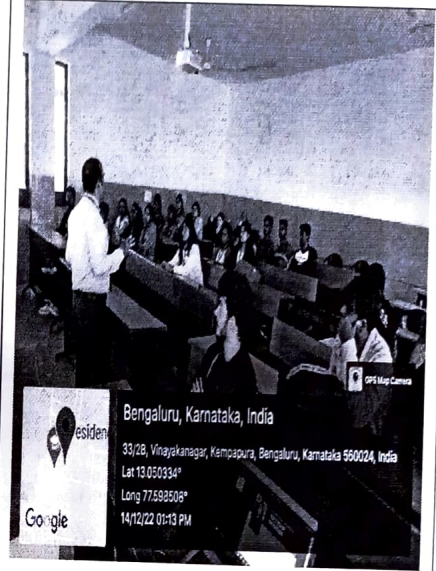 GPS Map Camera
Bengaluru, Karnataka, India
esiden
33/2B, Vinayakanagar, Kempapura, Bengaluru, Karnataka 560024, India
Lat 13.050334°
Long 77.598506°
14/12/22 01:13 PM
Google